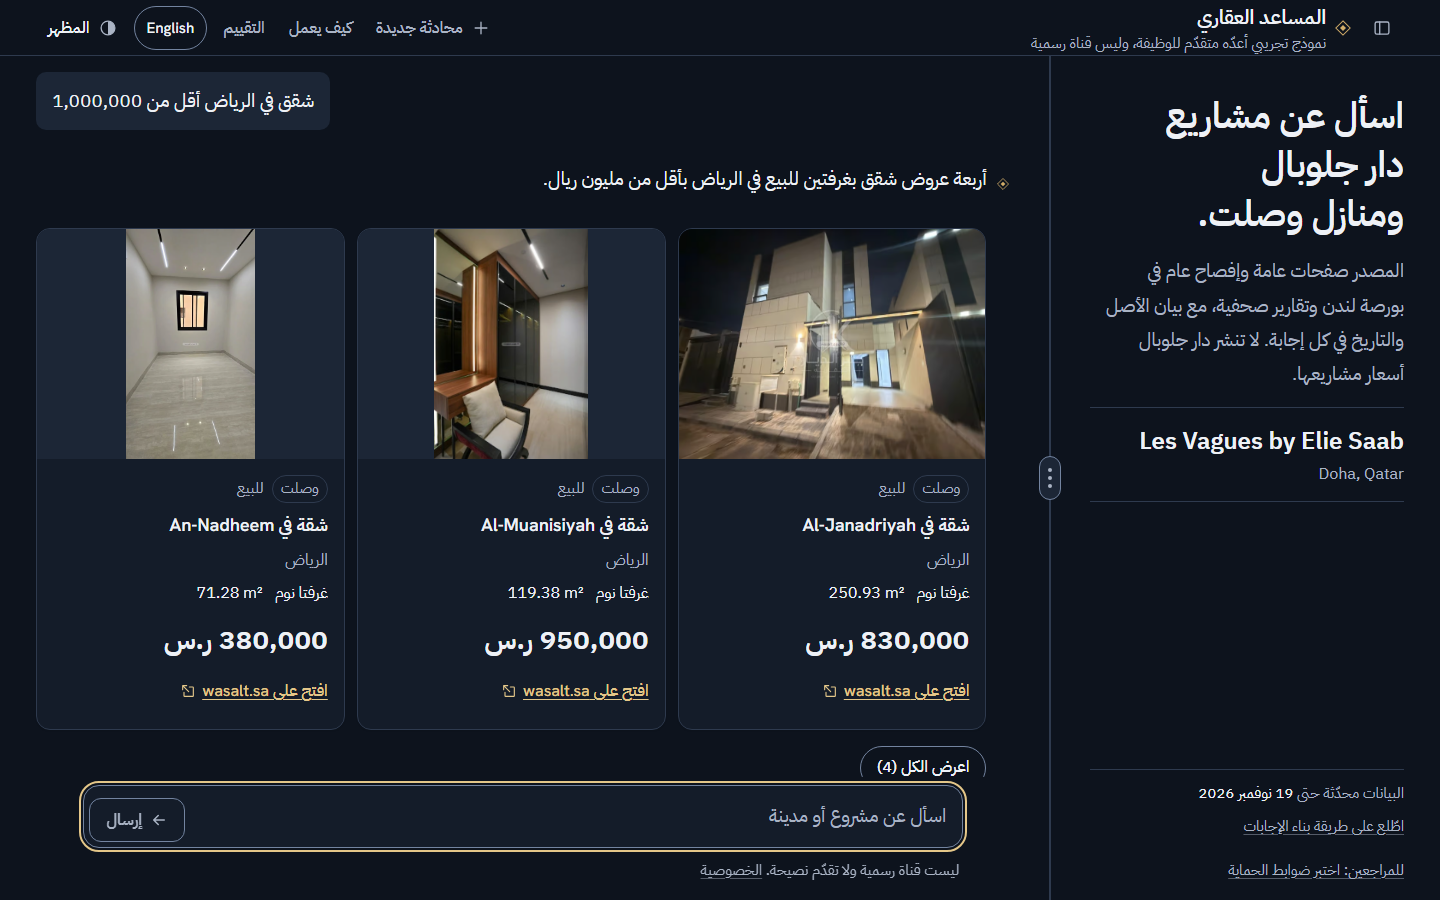 المساعد العقاري
نموذج تجريبي أعدّه متقدّم للوظيفة، وليس قناة رسمية
محادثة جديدة
كيف يعمل
التقييم
English
المظهر
اسأل عن مشاريع
دار جلوبال
ومنازل وصلت.
المصدر صفحات عامة وإفصاح عام في
بورصة لندن وتقارير صحفية، مع بيان الأصل
والتاريخ في كل إجابة. لا تنشر دار جلوبال
أسعار مشاريعها.
Les Vagues by Elie Saab
Doha, Qatar
البيانات محدّثة حتى 19 نوفمبر 2026
اطّلع على طريقة بناء الإجابات
للمراجعين: اختبر ضوابط الحماية
شقق في الرياض أقل من 1,000,000
أربعة عروض شقق بغرفتين للبيع في الرياض بأقل من مليون ريال.
وصلت للبيع
شقة في Al-Janadriyah
الرياض
غرفتا نوم 250.93 m²
830,000 ر.س
افتح على wasalt.sa
وصلت للبيع
شقة في Al-Muanisiyah
الرياض
غرفتا نوم 119.38 m²
950,000 ر.س
افتح على wasalt.sa
وصلت للبيع
شقة في An-Nadheem
الرياض
غرفتا نوم 71.28 m²
380,000 ر.س
افتح على wasalt.sa
اعرض الكل (4)
اسأل عن مشروع أو مدينة
إرسال
ليست قناة رسمية ولا تقدّم نصيحة. الخصوصية